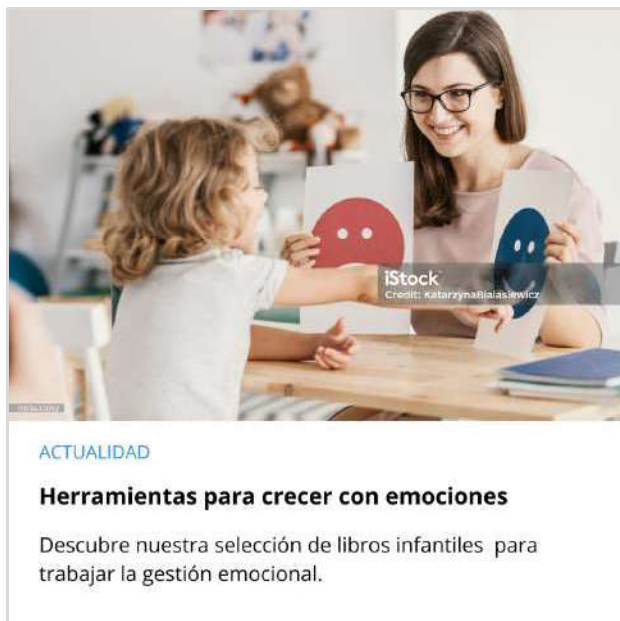 iStock
Credit: KatarzynaBialasiewicz
ACTUALIDAD
Herramientas para crecer con emociones
Descubre nuestra selección de libros infantiles para
trabajar la gestión emocional.